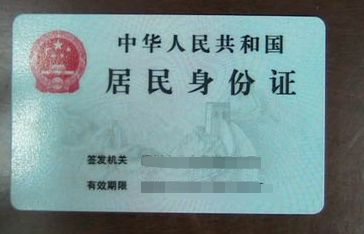 中华人民共和国
居民身份证
签发机关
有效期限